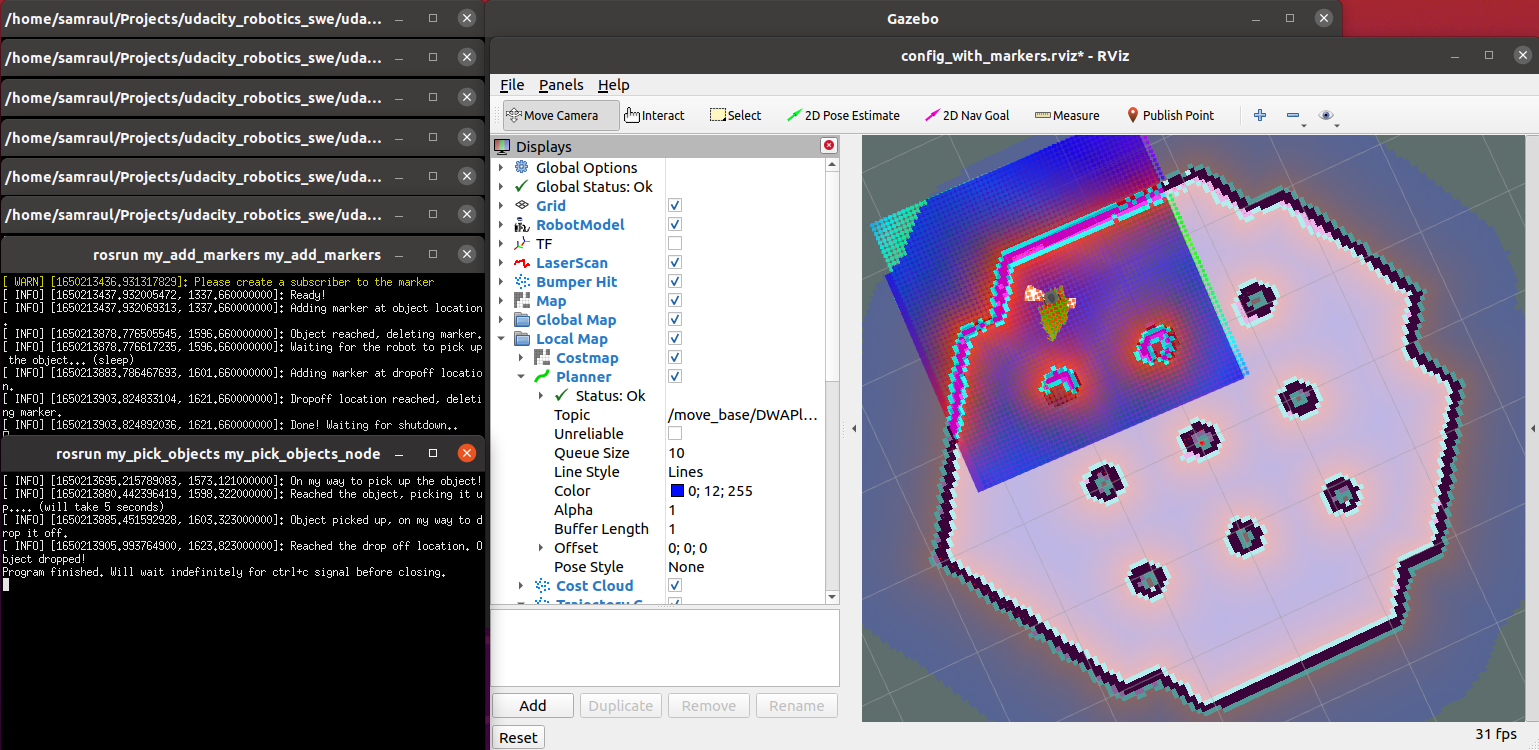 /home/samraul/Projects/udacity_robotics_swe/uda...
/home/samraul/Projects/udacity_robotics_swe/uda...
/home/samraul/Projects/udacity_robotics_swe/uda...
/home/samraul/Projects/udacity_robotics_swe/uda...
/home/samraul/Projects/udacity_robotics_swe/uda...
/home/samraul/Projects/udacity_robotics_swe/uda...
rosrun my_add_markers my_add_markers
[ WARN] [1650213436.931317829]: Please create a subscriber to the marker
[ INFO] [1650213437.932005472, 1337.660000000]: Ready!
[ INFO] [1650213437.932069313, 1337.660000000]: Adding marker at object location
.
[ INFO] [1650213878.776505545, 1596.660000000]: Object reached, deleting marker.
[ INFO] [1650213878.776617235, 1596.660000000]: Waiting for the robot to pick up
the object... (sleep)
[ INFO] [1650213883.786467693, 1601.660000000]: Adding marker at dropoff locatio
n.
[ INFO] [1650213903.824833104, 1621.660000000]: Dropoff location reached, deleti
ng marker.
[ INFO] [1650213903.824892036, 1621.660000000]: Done! Waiting for shutdown..
rosrun my_pick_objects my_pick_objects_node
[ INFO] [1650213695.215789083, 1573.121000000]: On my way to pick up the object!
[ INFO] [1650213880.442396419, 1598.322000000]: Reached the object, picking it u
p.... (will take 5 seconds)
[ INFO] [1650213885.451592928, 1603.323000000]: Object picked up, on my way to d
rop it off.
[ INFO] [1650213905.993764900, 1623.823000000]: Reached the drop off location. O
bject dropped!
Program finished. Will wait indefinitely for ctrl+c signal before closing.
Gazebo
config_with_markers.rviz* - RViz
File Panels Help
Move Camera Interact Select 2D Pose Estimate 2D Nav Goal Measure Publish Point
Displays
Global Options
Global Status: Ok
Grid
RobotModel
TF
LaserScan
Bumper Hit
Map
Global Map
Local Map
Costmap
Planner
Status: Ok
Topic /move_base/DWAPl...
Unreliable
Queue Size 10
Line Style Lines
Color 0; 12; 255
Alpha 1
Buffer Length 1
Offset 0; 0; 0
Pose Style None
Cost Cloud
Add Duplicate Remove Rename
Reset
31 fps